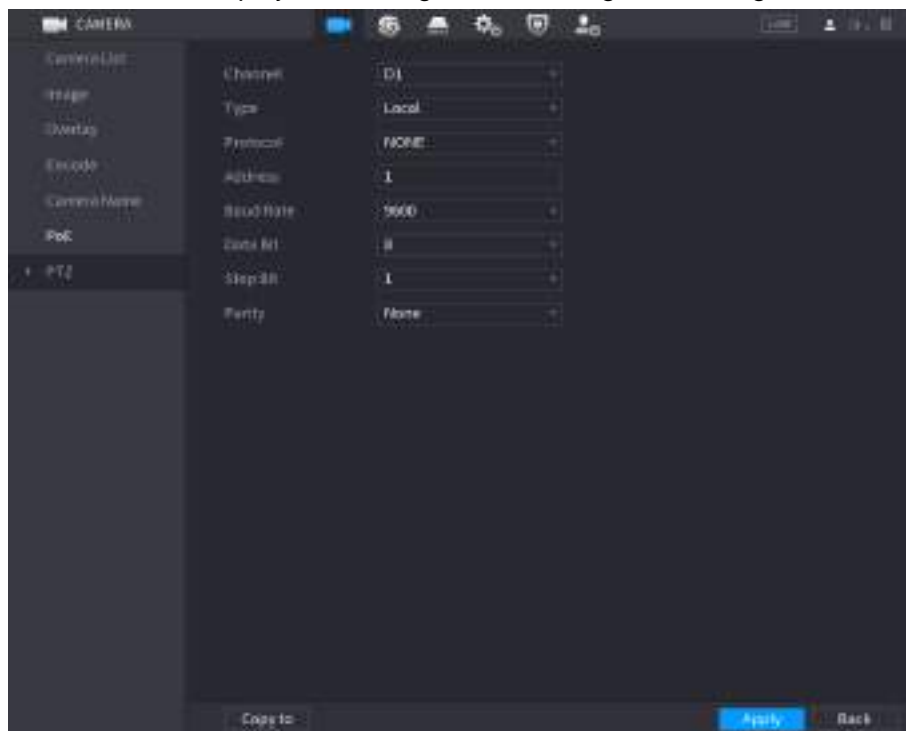 CAMERA
LIVE
Camera List
Image
Overlay
Encode
Camera Name
PoE
PTZ
Channel D1
Type Local
Protocol NONE
Address 1
Baud Rate 9600
Data Bit 8
Stop Bit 1
Parity None
Copy to Apply Back